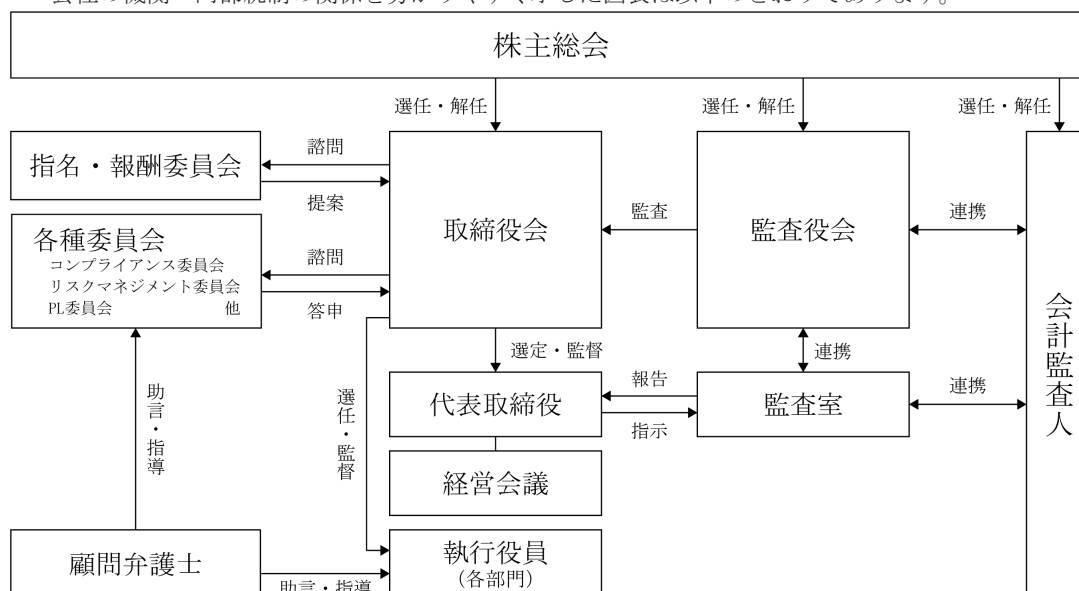 株主総会
選任・解任
選任・解任
選任・解任
指名・報酬委員会
諮問
提案
取締役会
監査
監査役会
連携
各種委員会
コンプライアンス委員会
リスクマネジメント委員会
PL委員会 他
諮問
答申
会計監査人
選定・監督
連携
助言・指導
選任・監督
代表取締役
報告
指示
監査室
連携
経営会議
顧問弁護士
助言・指導
執行役員
(各部門)